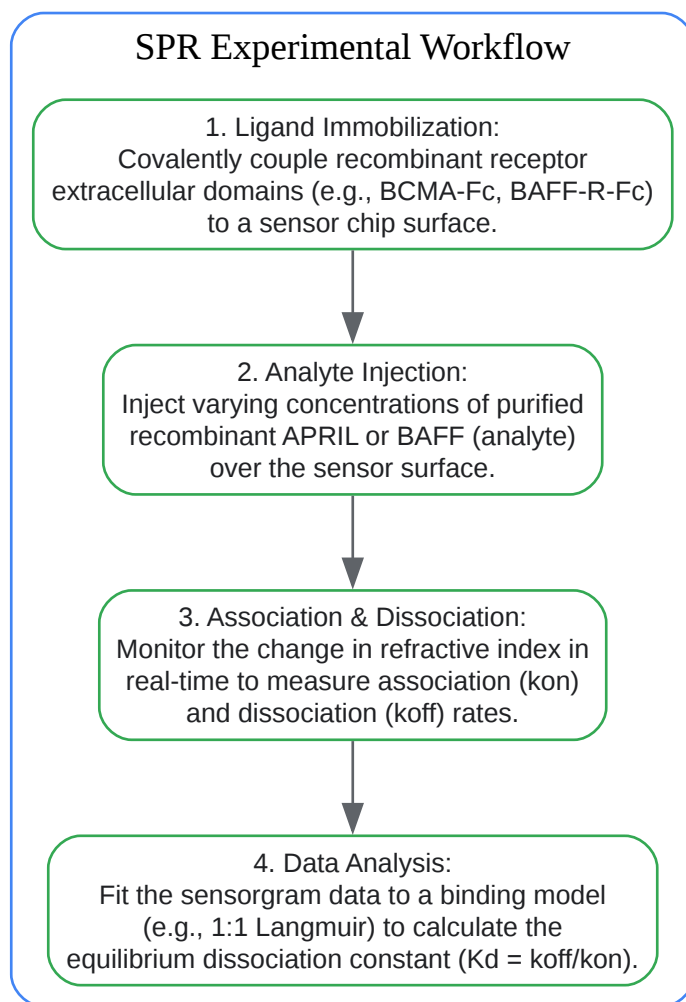 SPR Experimental Workflow
1. Ligand Immobilization:
Covalently couple recombinant receptor
extracellular domains (e.g., BCMA-Fc, BAFF-R-Fc)
to a sensor chip surface.
2. Analyte Injection:
Inject varying concentrations of purified
recombinant APRIL or BAFF (analyte)
over the sensor surface.
3. Association & Dissociation:
Monitor the change in refractive index in
real-time to measure association (kon)
and dissociation (koff) rates.
4. Data Analysis:
Fit the sensorgram data to a binding model
(e.g., 1:1 Langmuir) to calculate the
equilibrium dissociation constant (Kd = koff/kon).